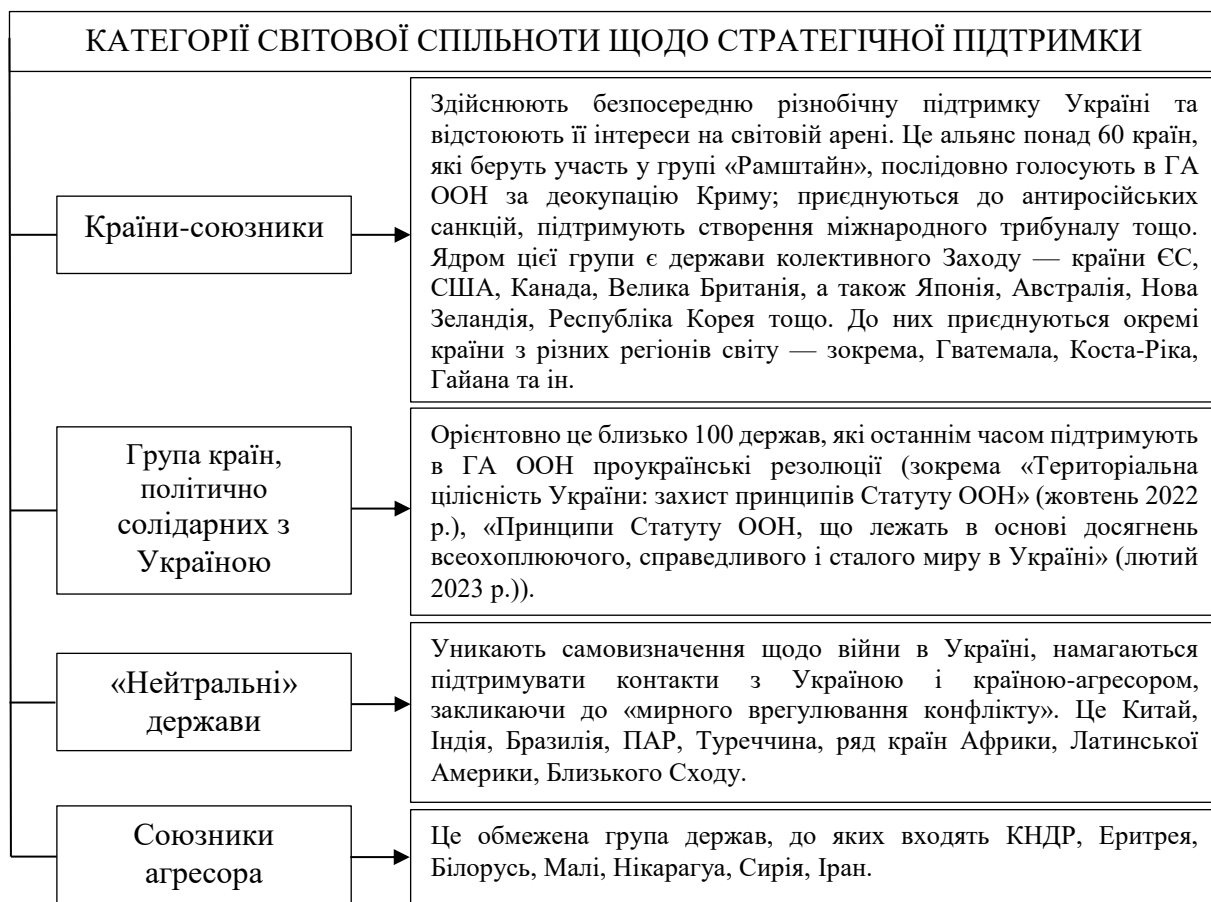 КАТЕГОРІЇ СВІТОВОЇ СПІЛЬНОТИ ЩОДО СТРАТЕГІЧНОЇ ПІДТРИМКИ
Країни-союзники
Здійснюють безпосередню різнобічну підтримку Україні та
відстоюють її інтереси на світовій арені. Це альянс понад 60 країн,
які беруть участь у групі «Рамштайн», послідовно голосують в ГА
ООН за деокупацію Криму; приєднуються до антиросійських
санкцій, підтримують створення міжнародного трибуналу тощо.
Ядром цієї групи є держави колективного Заходу — країни ЄС,
США, Канада, Велика Британія, а також Японія, Австралія, Нова
Зеландія, Республіка Корея тощо. До них приєднуються окремі
країни з різних регіонів світу — зокрема, Гватемала, Коста-Ріка,
Гайана та ін.
Група країн,
політично
солідарних з
Україною
Орієнтовно це близько 100 держав, які останнім часом підтримують
в ГА ООН проукраїнські резолюції (зокрема «Територіальна
цілісність України: захист принципів Статуту ООН» (жовтень 2022
р.), «Принципи Статуту ООН, що лежать в основі досягнень
всеохоплюючого, справедливого і сталого миру в Україні» (лютий
2023 р.)).
«Нейтральні»
держави
Уникають самовизначення щодо війни в Україні, намагаються
підтримувати контакти з Україною і країною-агресором,
закликаючи до «мирного врегулювання конфлікту». Це Китай,
Індія, Бразилія, ПАР, Туреччина, ряд країн Африки, Латинської
Америки, Близького Сходу.
Союзники
агресора
Це обмежена група держав, до яких входять КНДР, Еритрея,
Білорусь, Малі, Нікарагуа, Сирія, Іран.